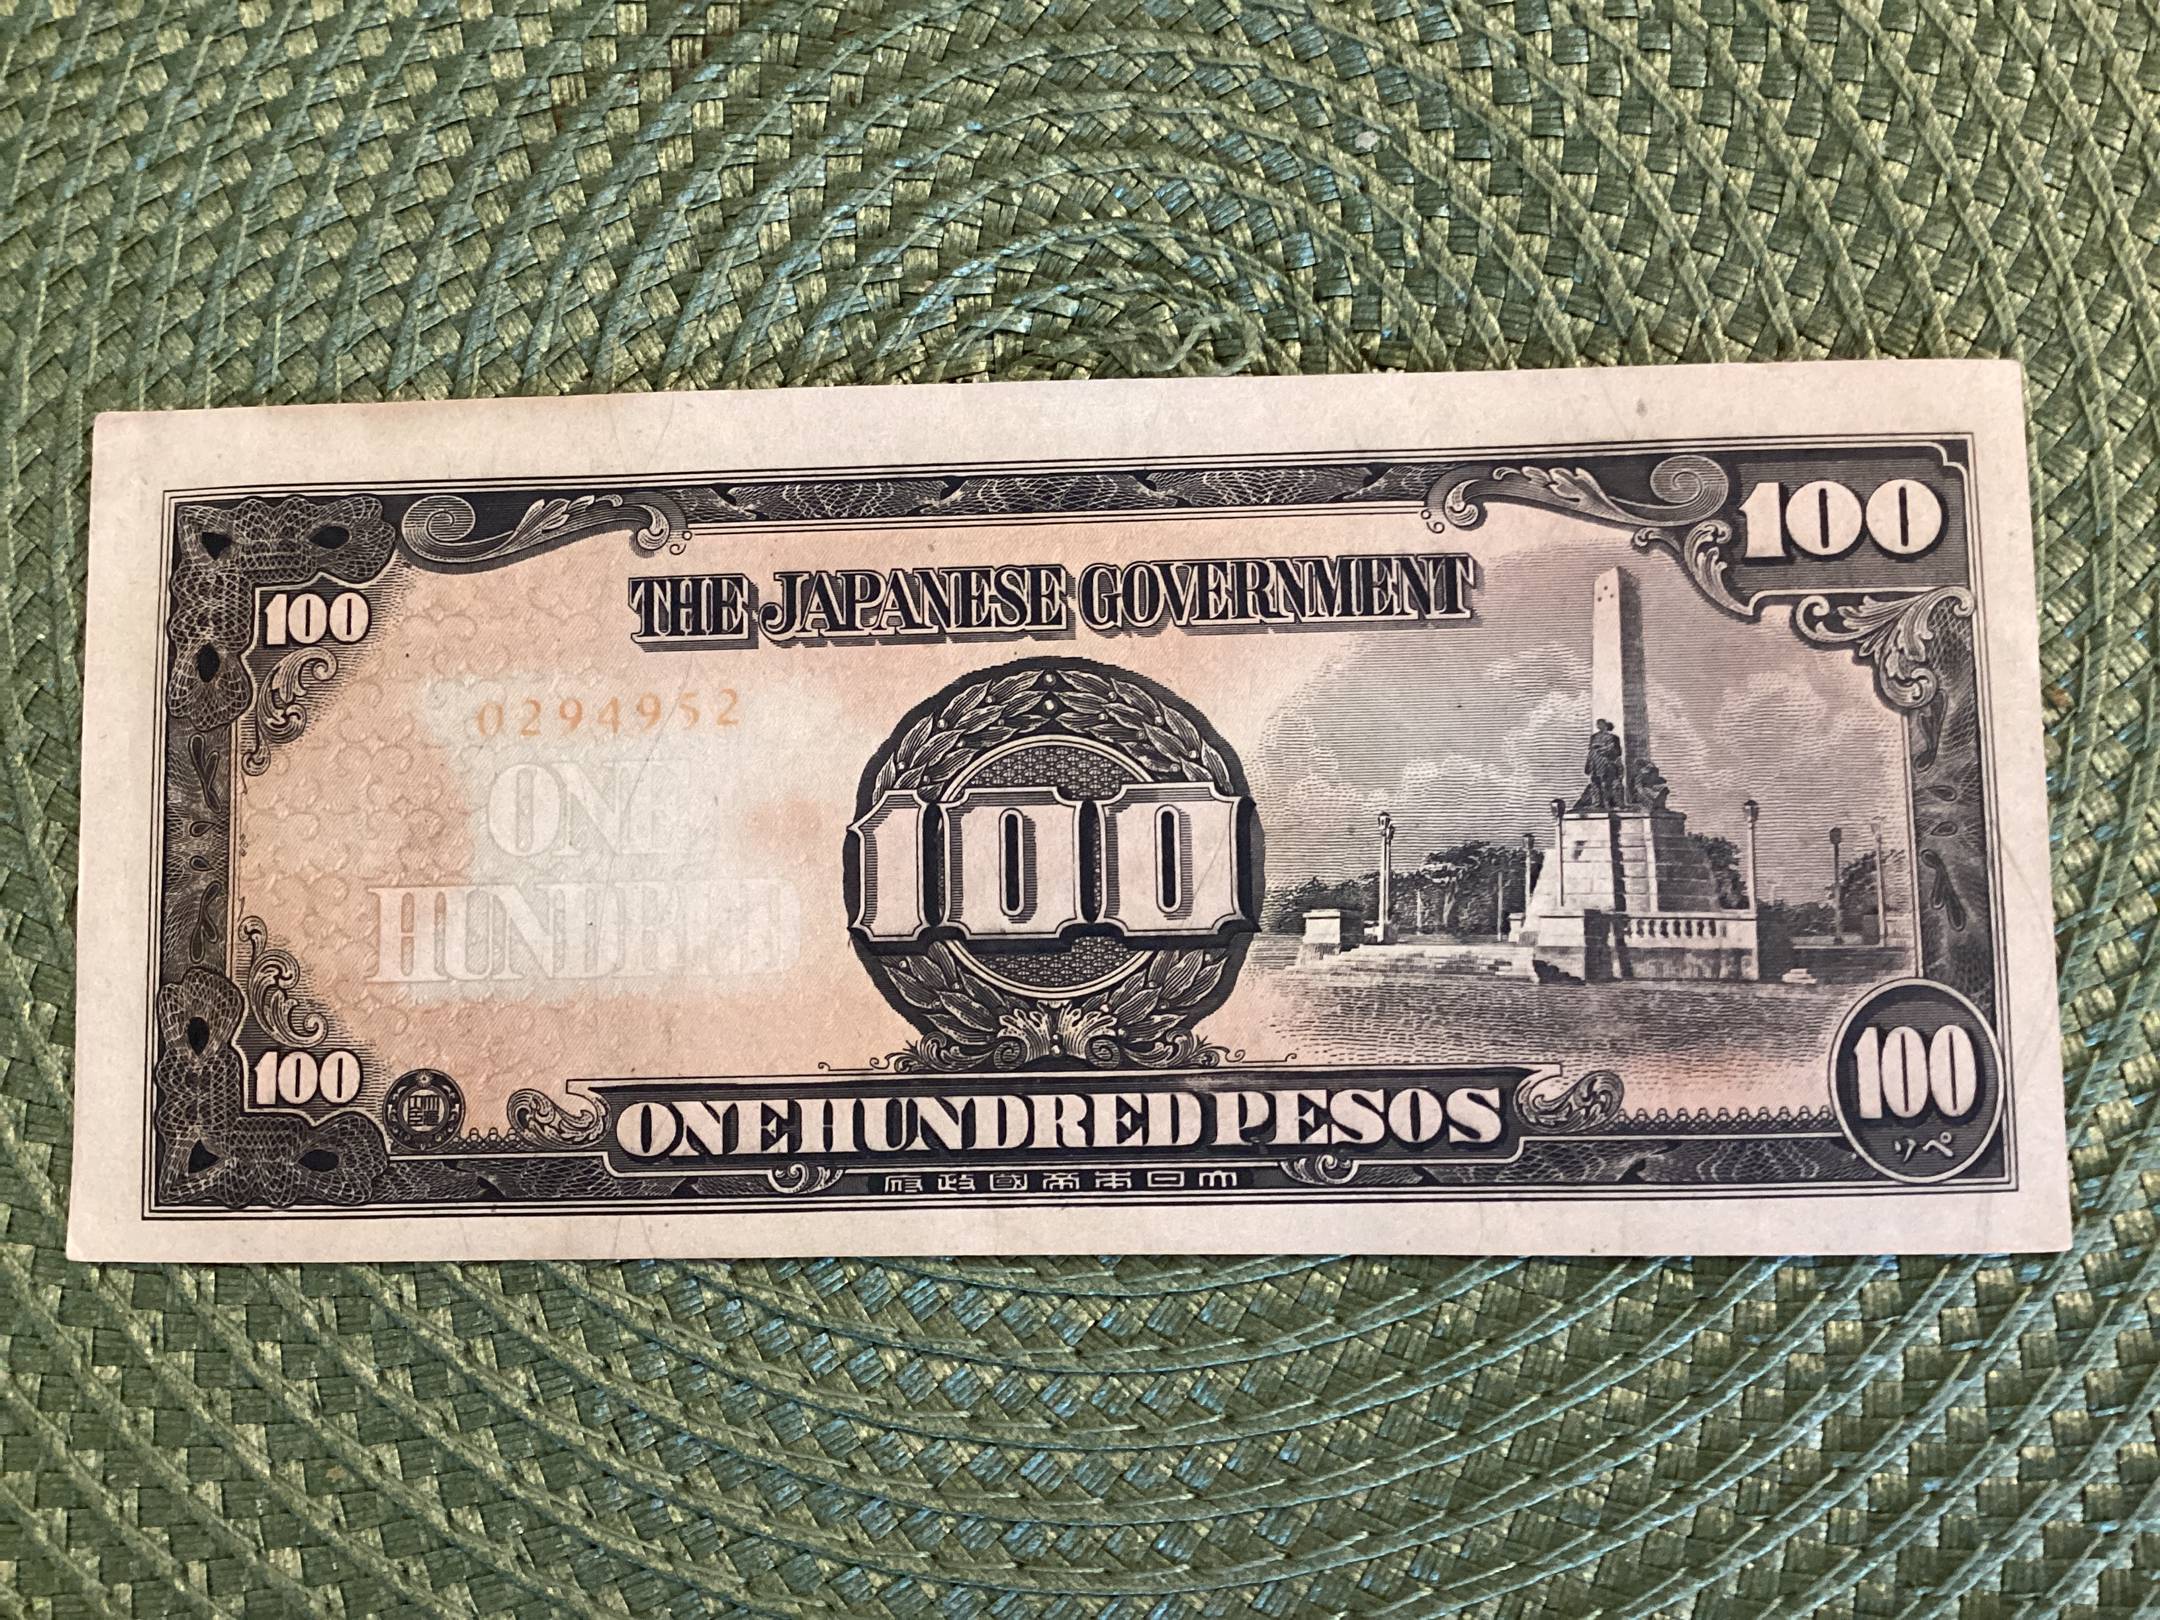 100
100
THE JAPANESE GOVERNMENT
0294952
ONE
HUNDRED
100
100
100
ONE HUNDRED PESOS
ツペ
府政國帝本日大